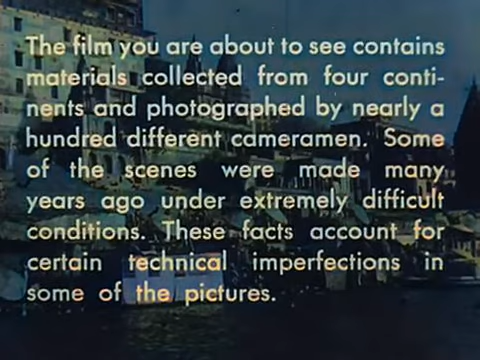 The film you are about to see contains
materials collected from four conti-
nents and photographed by nearly a
hundred different cameramen. Some
of the scenes were made many
years ago under extremely difficult
conditions. These facts account for
certain technical imperfections in
some of the pictures.